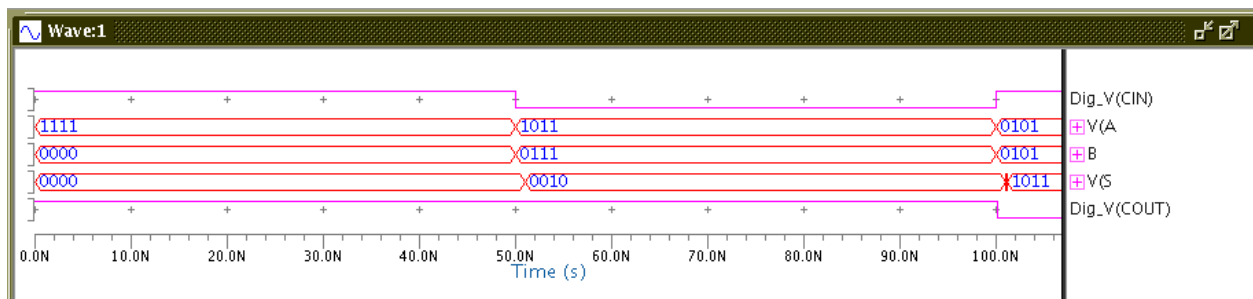 Wave:1
Dig_V(CIN)
1111 1011 0101 V(A
0000 0111 0101 B
0000 0010 1011 V(S
Dig_V(COUT)
0.0N 10.0N 20.0N 30.0N 40.0N 50.0N 60.0N 70.0N 80.0N 90.0N 100.0N
Time (s)